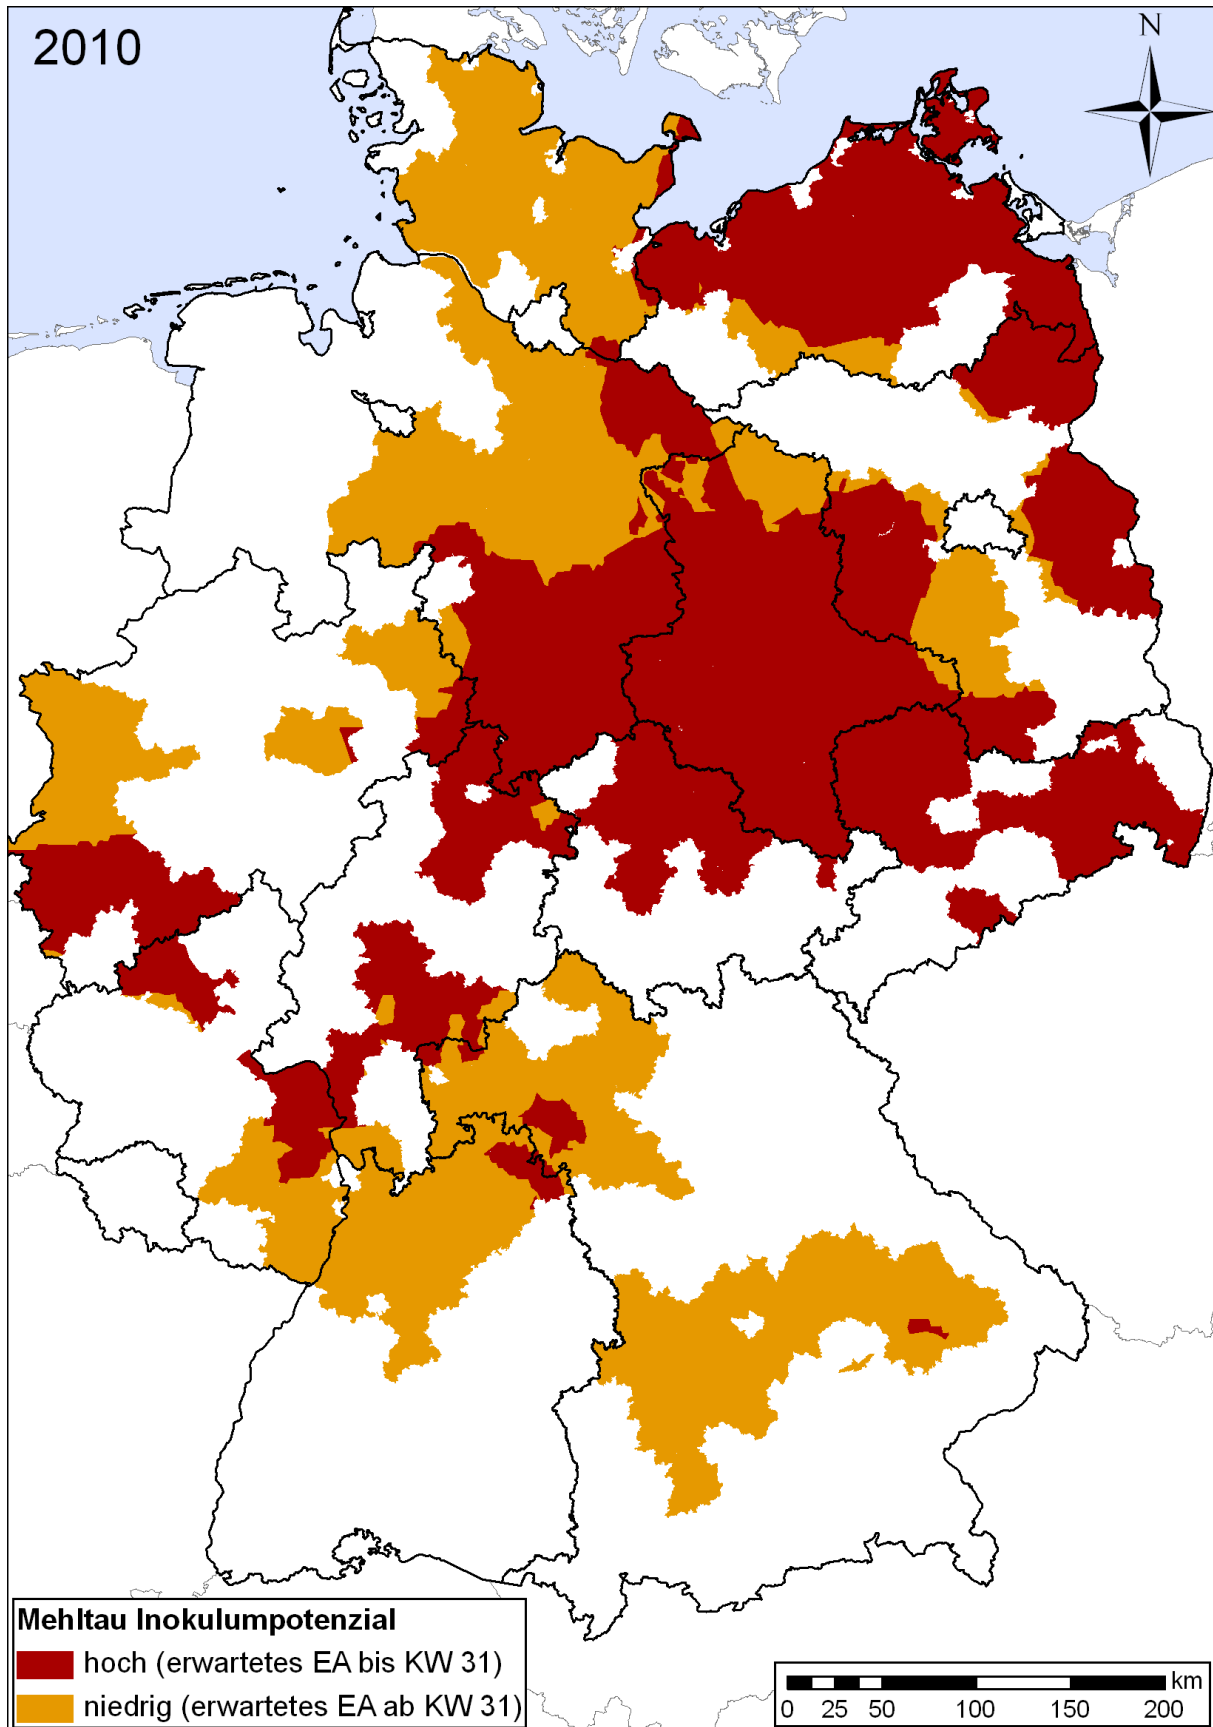 2010
N
Mehltau Inokulumpotenzial
hoch (erwartetes EA bis KW 31)
niedrig (erwartetes EA ab KW 31)
km
0 25 50 100 150 200